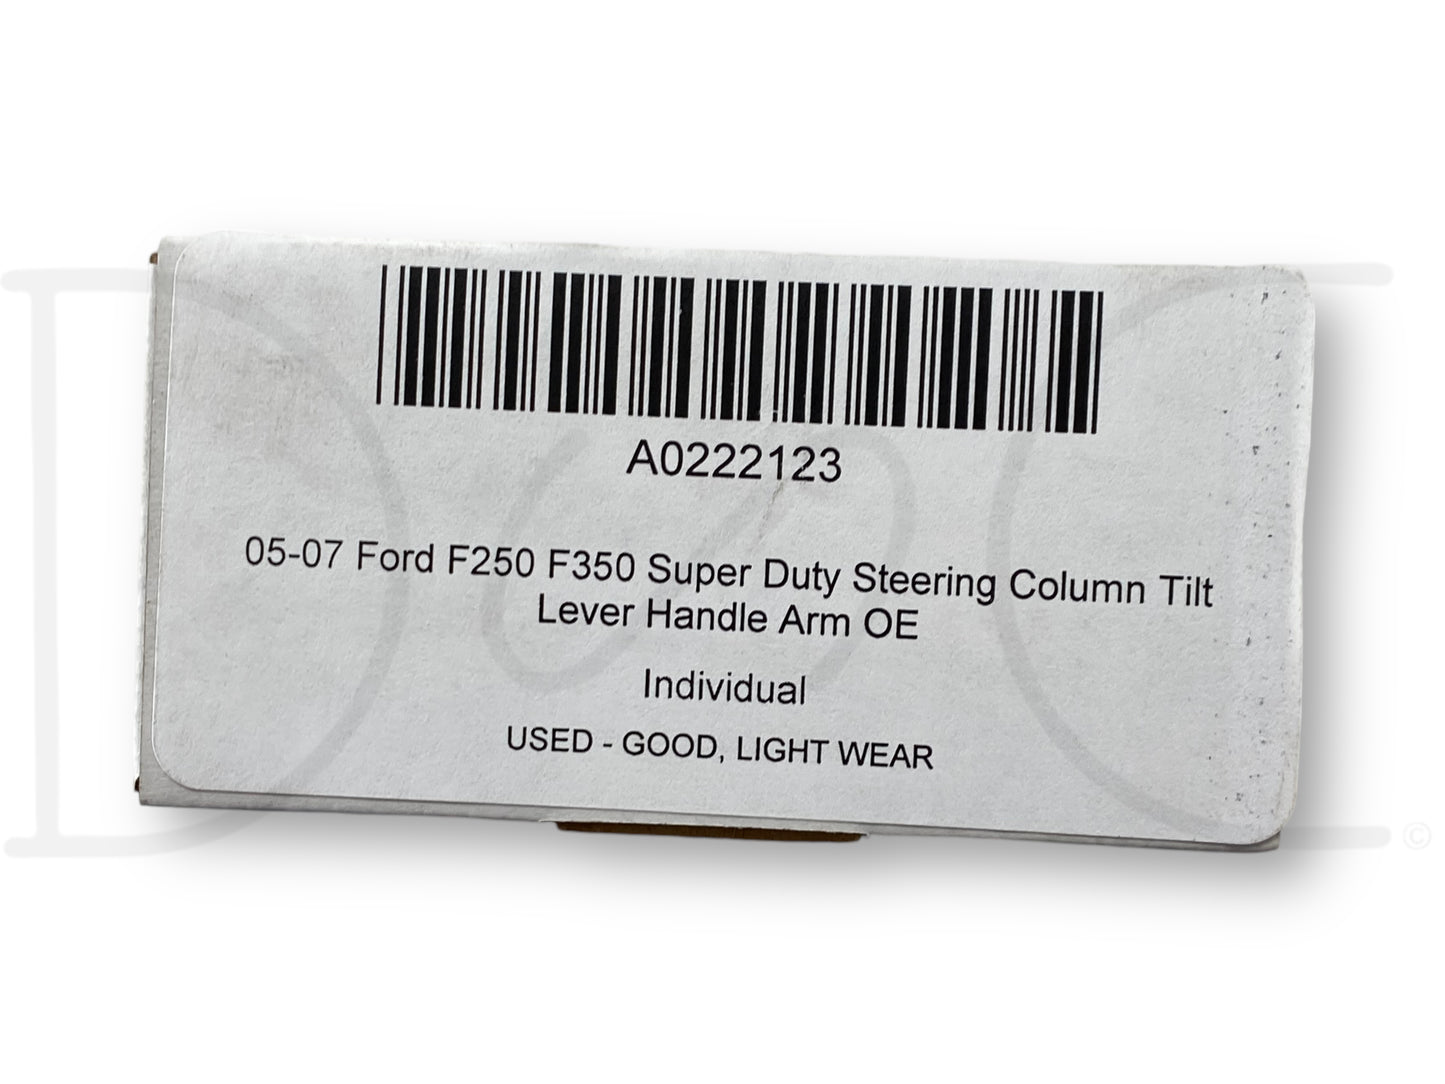 A0222123
05-07 Ford F250 F350 Super Duty Steering Column Tilt
Lever Handle Arm OE
Individual
USED - GOOD, LIGHT WEAR
©